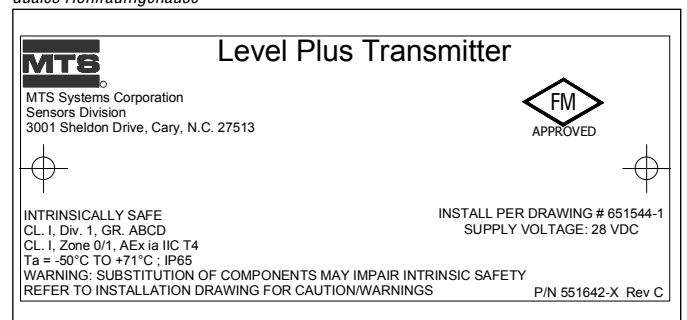 duales Hohlraumgehäuse
Level Plus Transmitter
MTS
MTS Systems Corporation
Sensors Division
3001 Sheldon Drive, Cary, N.C. 27513
FM
APPROVED
INTRINSICALLY SAFE
CL. I, Div. 1, GR. ABCD
CL. I, Zone 0/1, AEx ia IIC T4
Ta = -50°C TO +71°C ; IP65
INSTALL PER DRAWING # 651544-1
SUPPLY VOLTAGE: 28 VDC
WARNING: SUBSTITUTION OF COMPONENTS MAY IMPAIR INTRINSIC SAFETY
REFER TO INSTALLATION DRAWING FOR CAUTION/WARNINGS
P/N 551642-X Rev C